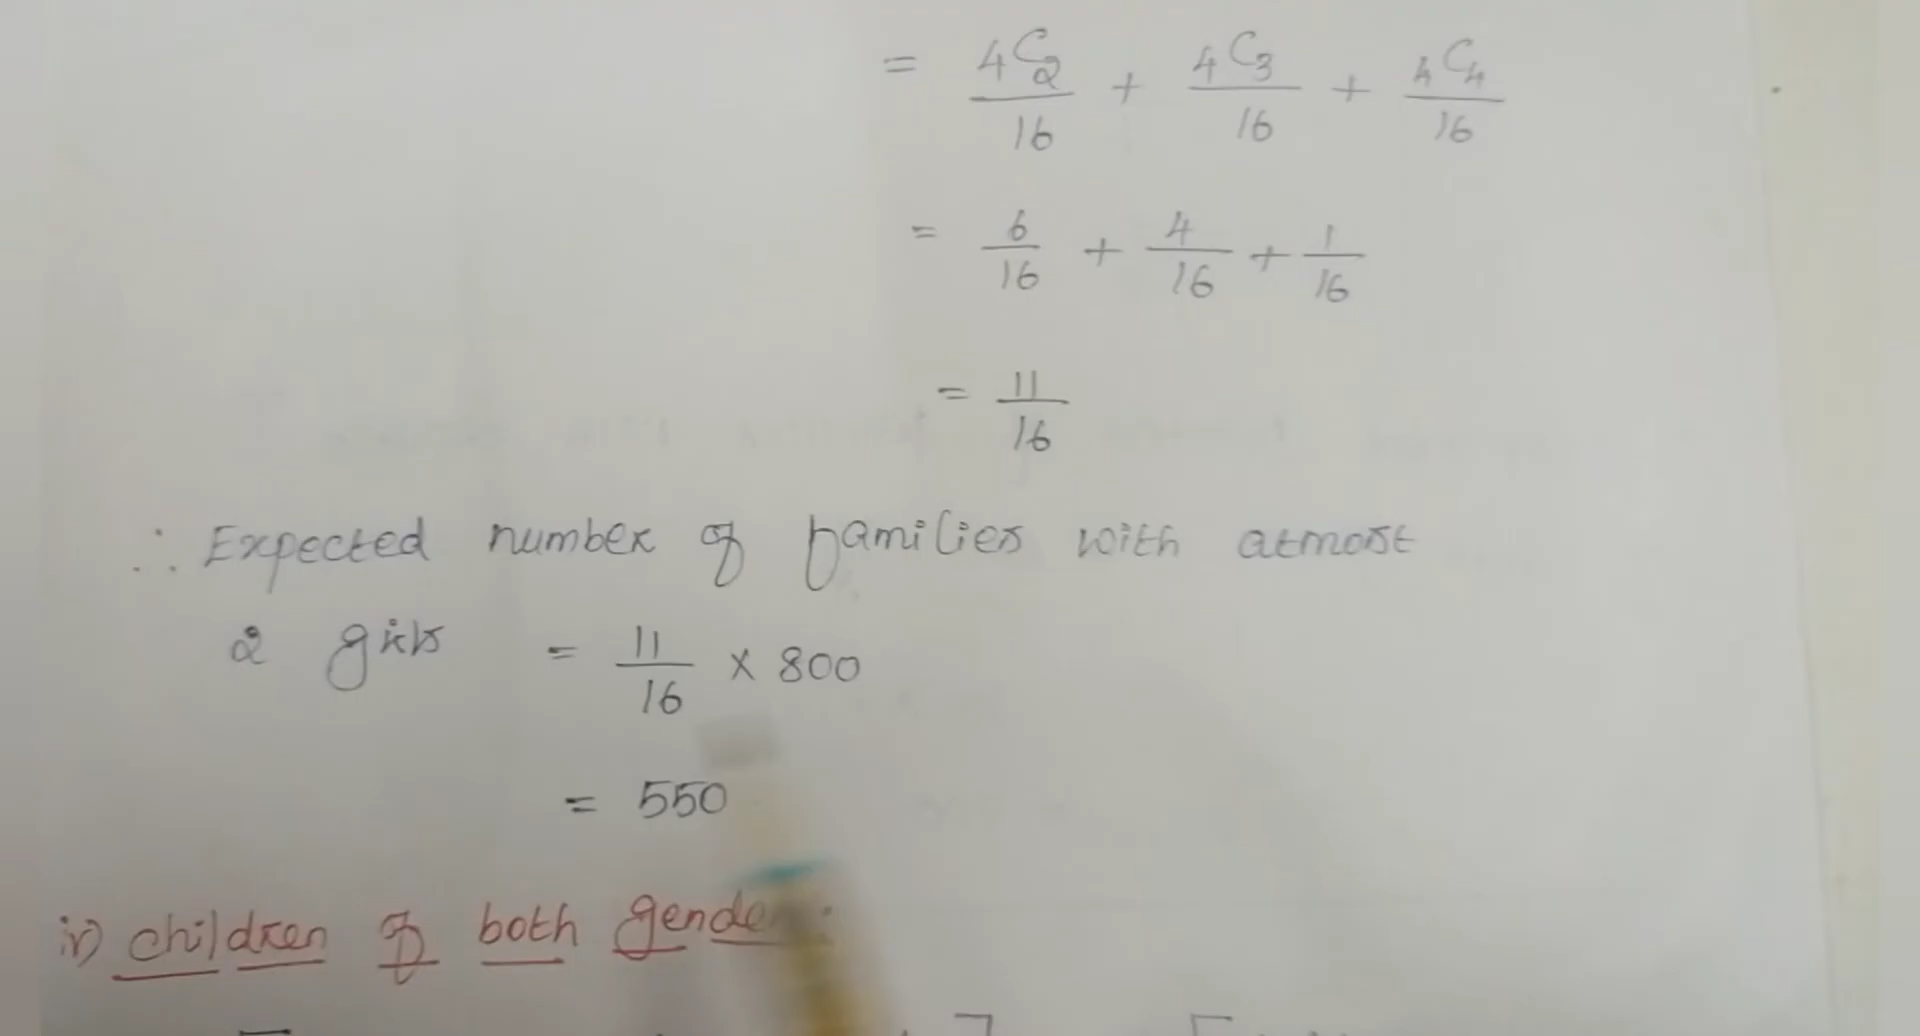 = 4C2/16 + 4C3/16 + 4C4/16
= 6/16 + 4/16 + 1/16
= 11/16
∴ Expected number of families with atmost
2 girls = 11/16 × 800
= 550
iv) children of both gender: